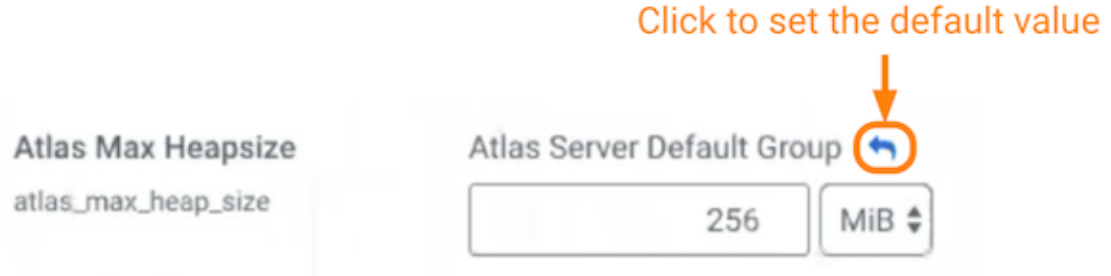 Click to set the default value
Atlas Max Heapsize
Atlas Server Default Group
atlas_max_heap_size
256
MiB